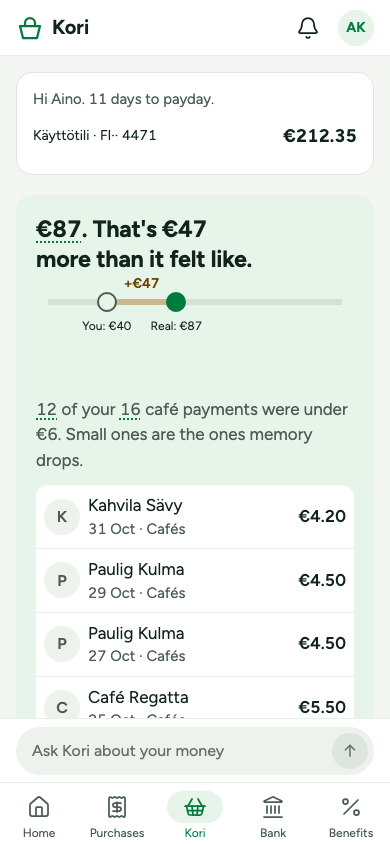 Kori
AK
Hi Aino. 11 days to payday.
Käyttötili · FI·· 4471
€212.35
€87. That's €47
more than it felt like.
+€47
You: €40
Real: €87
12 of your 16 café payments were under
€6. Small ones are the ones memory
drops.
K
Kahvila Sävy
€4.20
31 Oct · Cafés
P
Paulig Kulma
€4.50
29 Oct · Cafés
P
Paulig Kulma
€4.50
27 Oct · Cafés
C
Café Regatta
€5.50
25 Oct · Cafés
Ask Kori about your money
Home
Purchases
Kori
Bank
Benefits